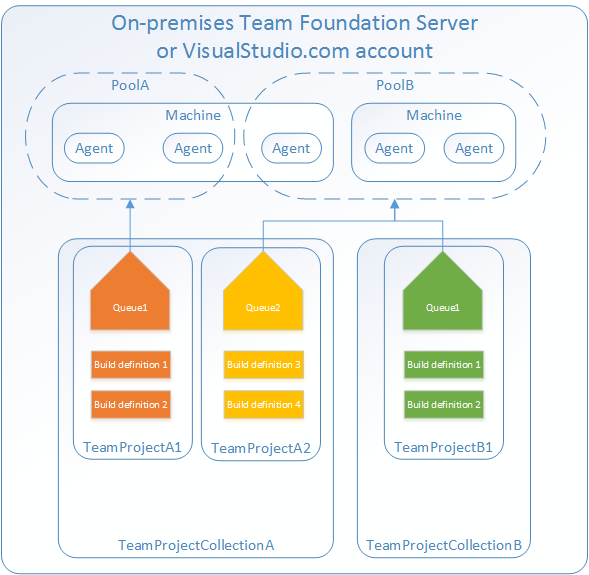 On-premises Team Foundation Server
or VisualStudio.com account
PoolA
PoolB
Machine
Machine
Agent
Agent
Agent
Agent
Agent
Queue1
Queue2
Queue1
Build definition 1
Build definition 3
Build definition 1
Build definition 2
Build definition 4
Build definition 2
TeamProjectA1
TeamProjectA2
TeamProjectB1
TeamProjectCollectionA
TeamProjectCollectionB